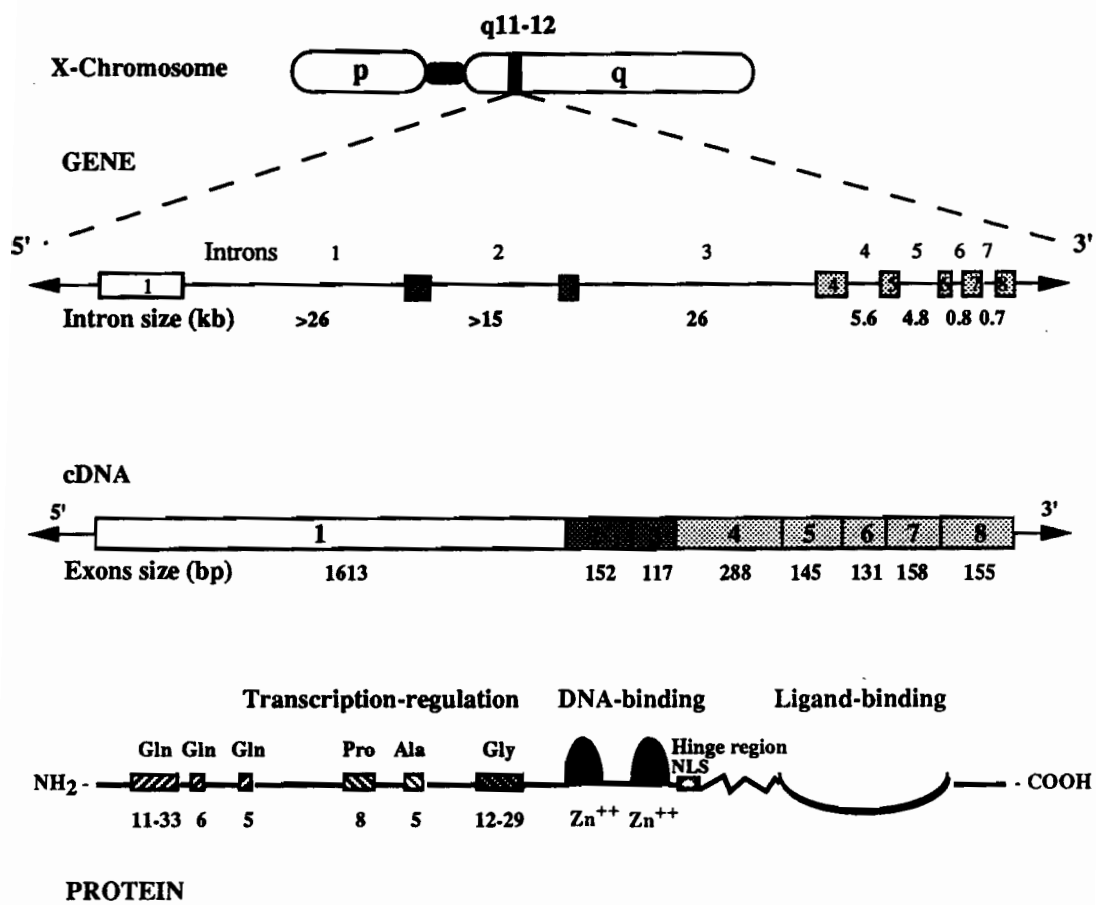 q11-12
X-Chromosome
p
q
GENE
5'
3'
Introns 1 2 3 4 5 6 7
1 4 5 6 7 8
Intron size (kb) >26 >15 26 5.6 4.8 0.8 0.7
cDNA
5'
3'
1 4 5 6 7 8
Exons size (bp) 1613 152 117 288 145 131 158 155
Transcription-regulation DNA-binding Ligand-binding
Gln Gln Gln Pro Ala Gly Hinge region
NLS
NH2 - - COOH
11-33 6 5 8 5 12-29 Zn++ Zn++
PROTEIN